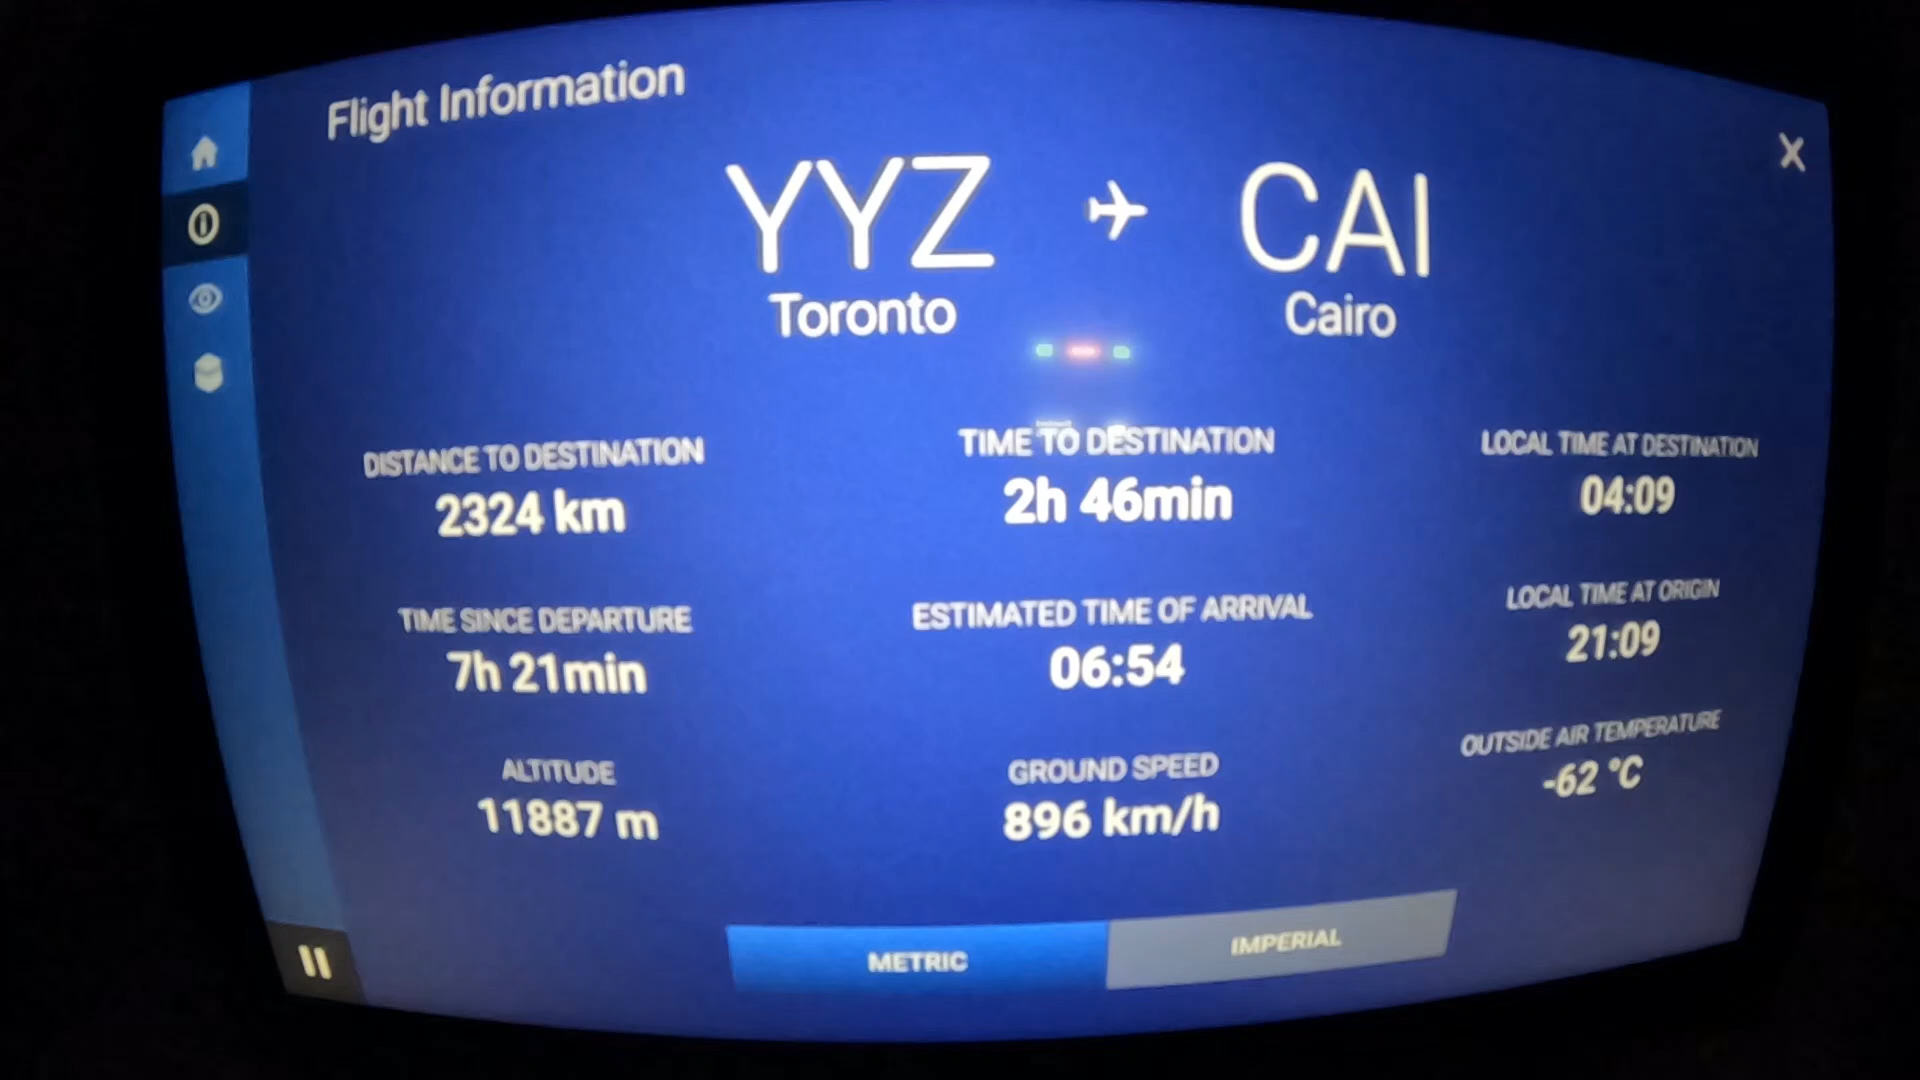 Flight Information
X
YYZ
CAI
Toronto
Cairo
DISTANCE TO DESTINATION
2324 km
TIME TO DESTINATION
2h 46min
LOCAL TIME AT DESTINATION
04:09
TIME SINCE DEPARTURE
7h 21min
ESTIMATED TIME OF ARRIVAL
06:54
LOCAL TIME AT ORIGIN
21:09
ALTITUDE
11887 m
GROUND SPEED
896 km/h
OUTSIDE AIR TEMPERATURE
-62 °C
METRIC
IMPERIAL